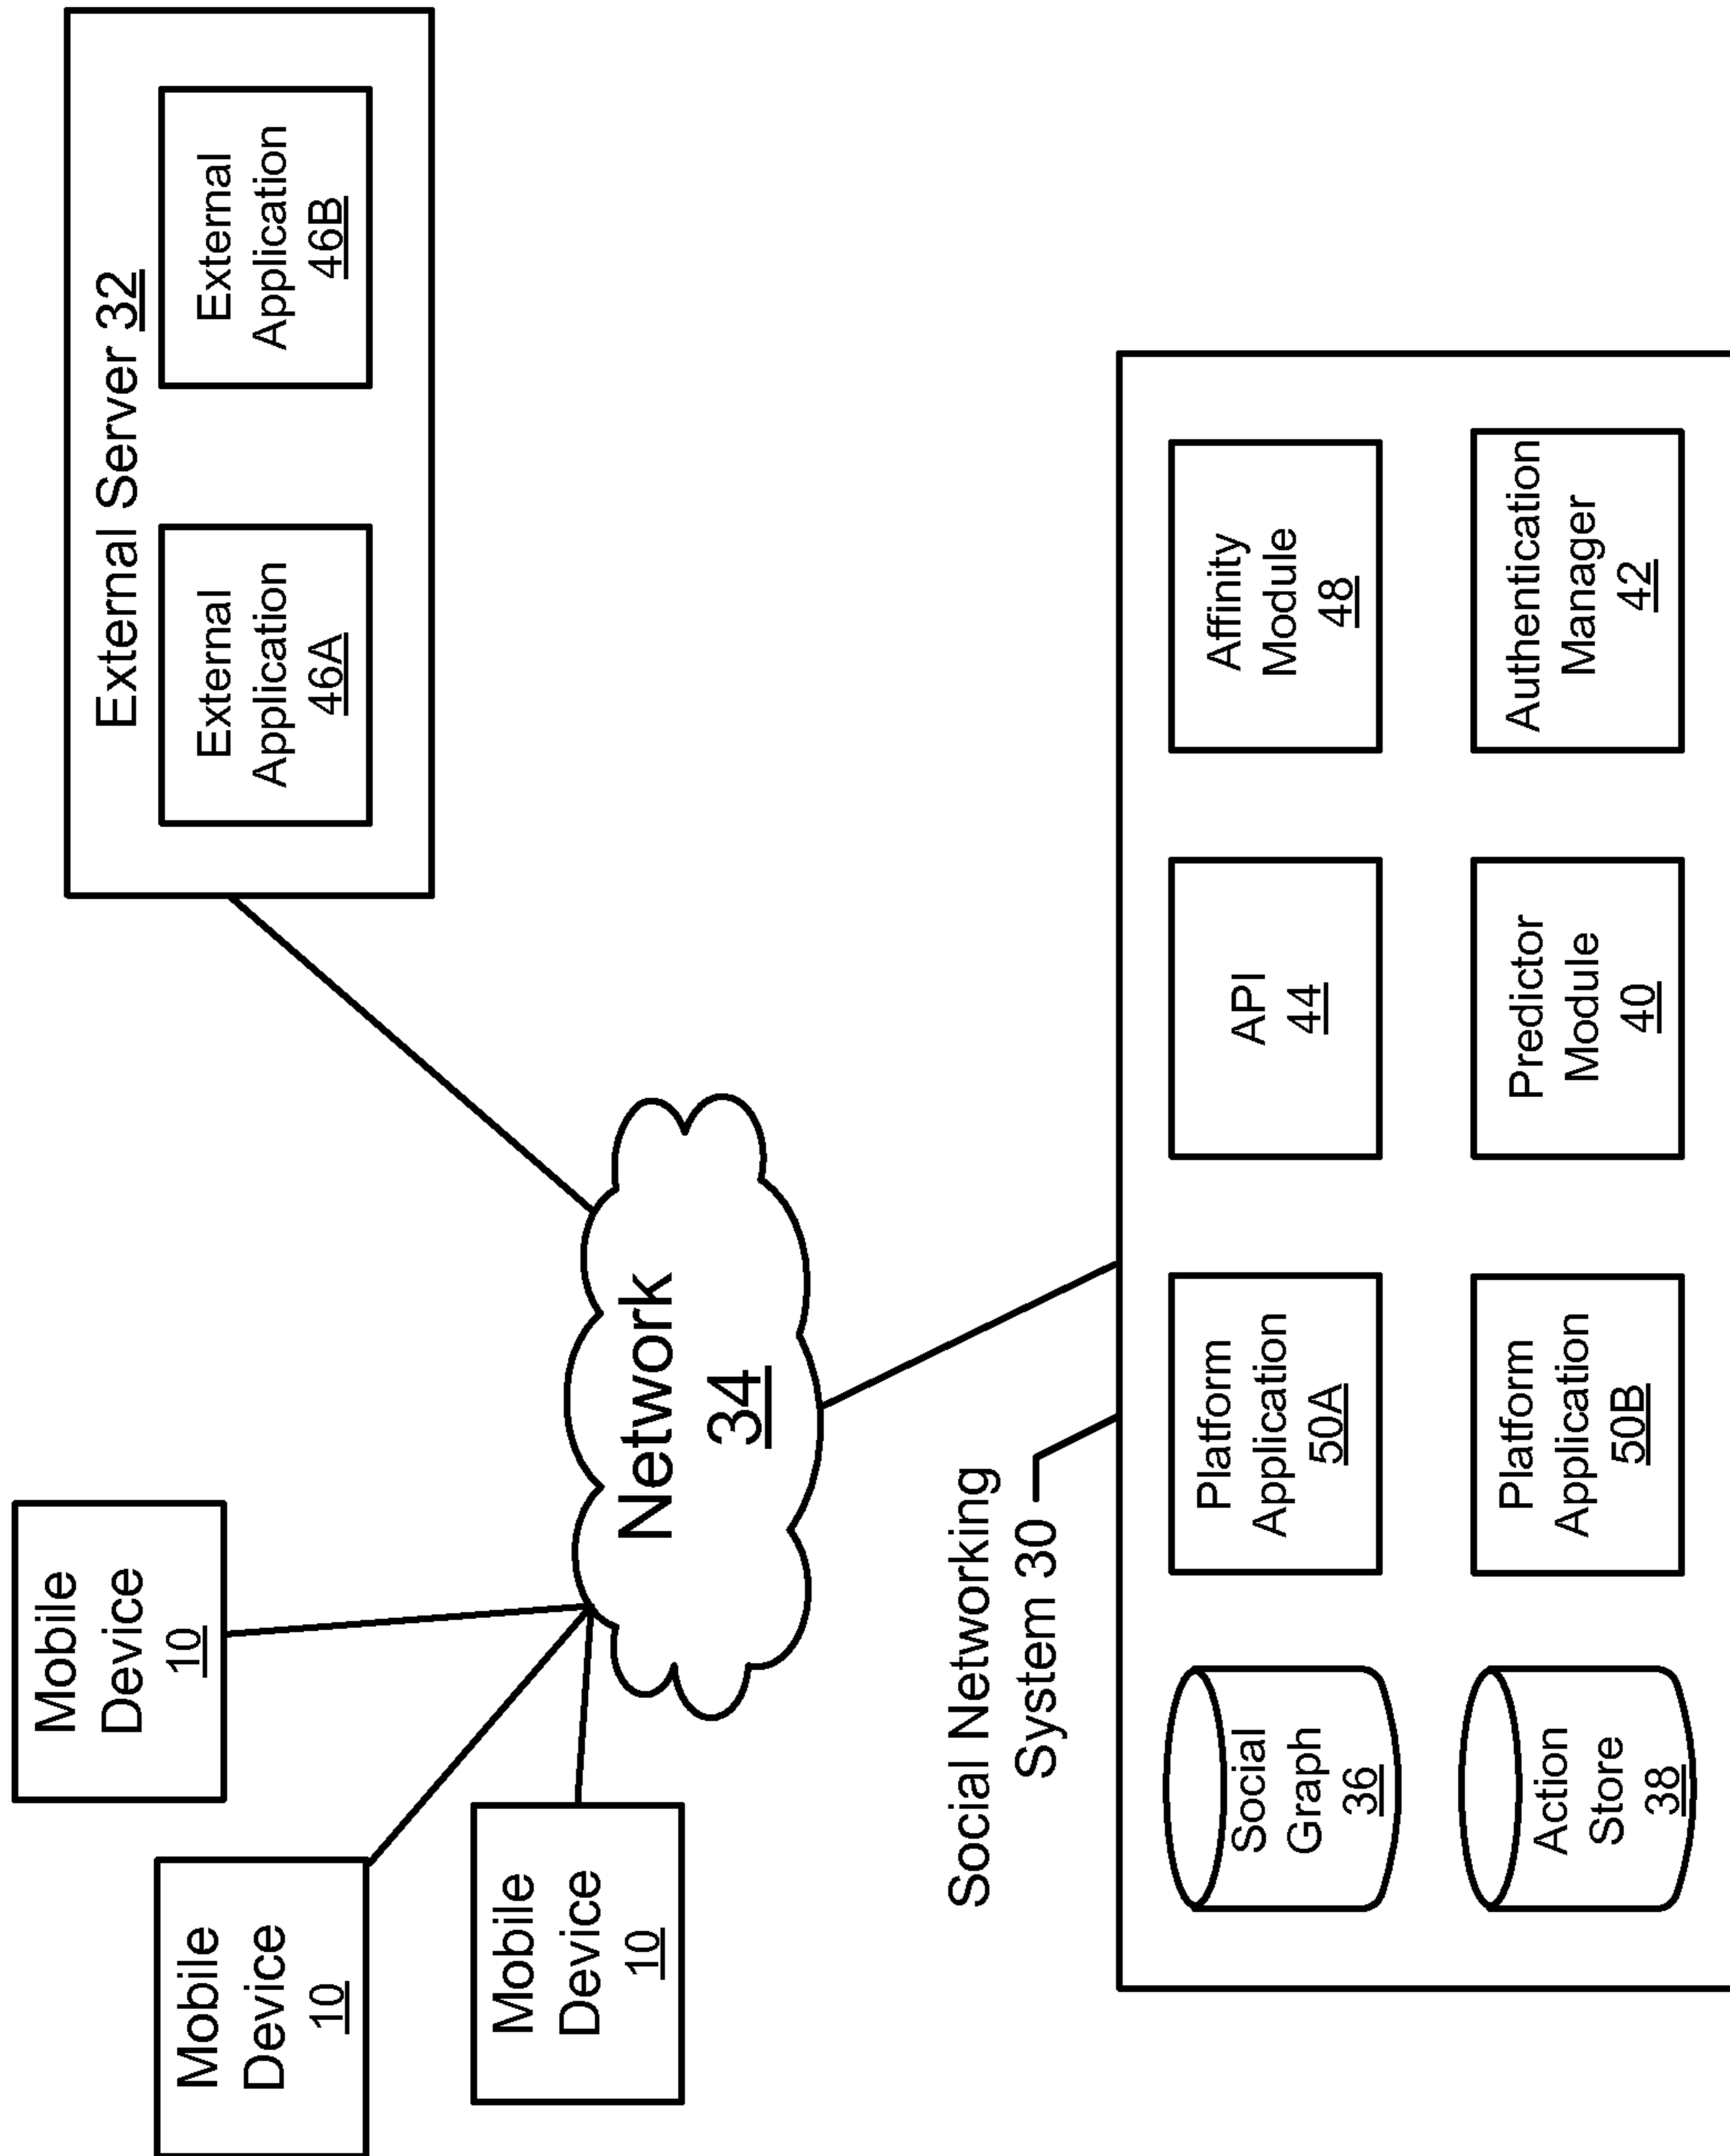 Mobile
Device
10
Mobile
Device
10
Mobile
Device
10
External Server 32
External
Application
46A
External
Application
46B
Network
34
Social Networking
System 30
Social
Graph
36
Platform
Application
50A
API
44
Affinity
Module
48
Action
Store
38
Platform
Application
50B
Predictor
Module
40
Authentication
Manager
42